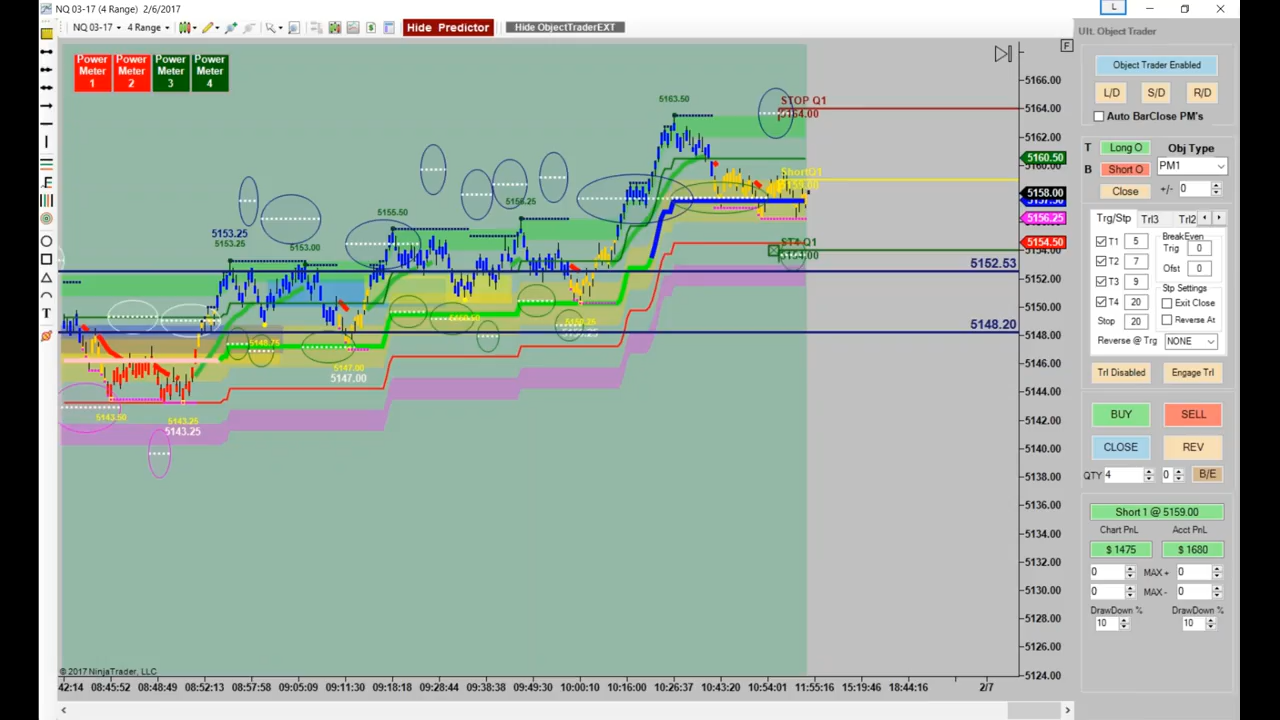 NQ 03-17 (4 Range) 2/6/2017
L
NQ 03-17 4 Range Hide Predictor Hide ObjectTraderEXT
F
Power Meter 1
Power Meter 2
Power Meter 3
Power Meter 4
5163.50
STOP Q1
5164.00
ShortQ1
5159.00
5153.25
5153.25
5153.00
5155.50
5156.25
ST4 Q1
5152.53
5148.20
5148.75
5147.00
5147.00
5143.50
5143.25
5143.25
5166.00
5164.00
5162.00
5160.50
5158.00
5156.25
5154.50
5152.00
5150.00
5148.00
5146.00
5144.00
5142.00
5140.00
5138.00
5136.00
5134.00
5132.00
5130.00
5128.00
5126.00
5124.00
© 2017 NinjaTrader, LLC
42:14 08:45:52 08:48:49 08:52:13 08:57:58 09:05:09 09:11:30 09:18:18 09:28:44 09:38:38 09:49:30 10:00:10 10:16:00 10:26:37 10:43:20 10:54:01 11:55:16 15:19:46 18:44:16 2/7
Ult. Object Trader
Object Trader Enabled
L/D S/D R/D
Auto BarClose PM's
T Long O Obj Type
B Short O PM1
Close +/- 0
Trg/Stp Trl3 Trl2
T1 5 BreakEven
Trig 0
T2 7 Ofst 0
T3 9 Stp Settings
T4 20 Exit Close
Stop 20 Reverse At
Reverse @ Trg NONE
Trl Disabled Engage Trl
BUY SELL
CLOSE REV
QTY 4 0 B/E
Short 1 @ 5159.00
Chart PnL Acct PnL
$ 1475 $ 1680
0 MAX + 0
0 MAX - 0
DrawDown % DrawDown %
10 10